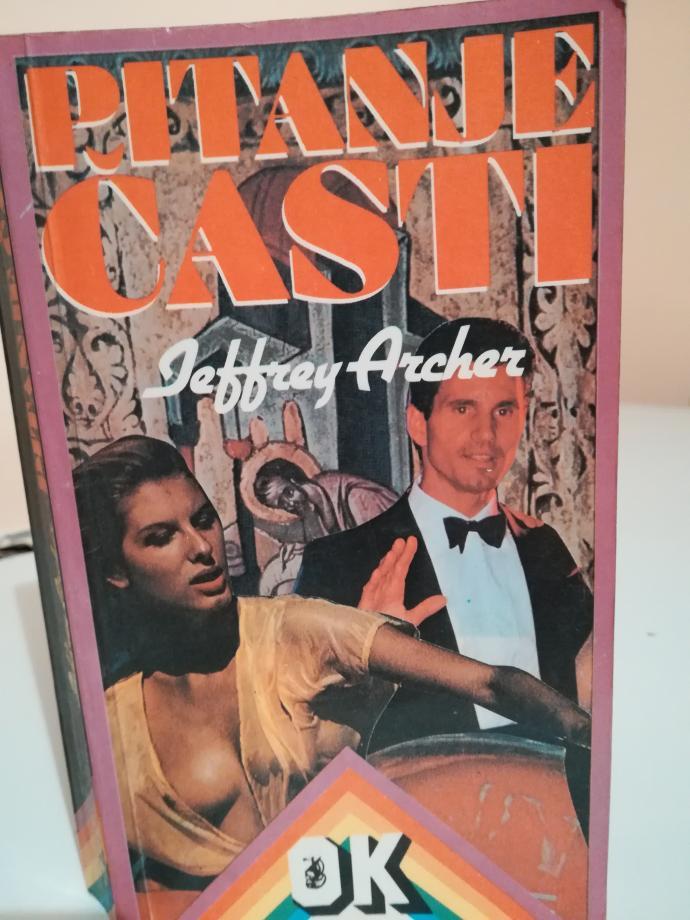 PITANJE
ČASTI
Jeffrey Archer
OK